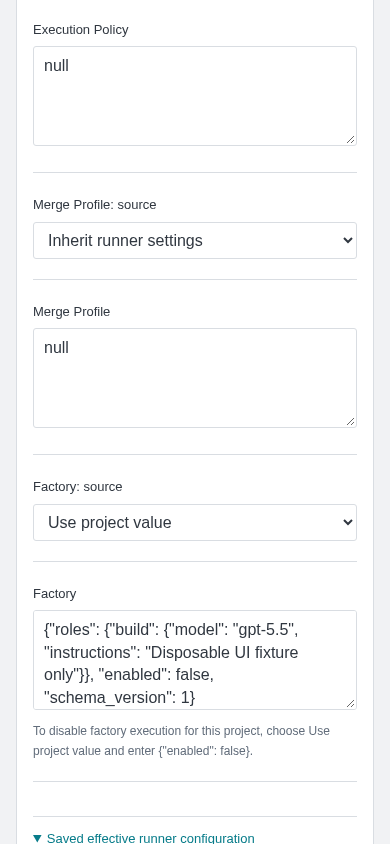 Execution Policy
null
Merge Profile: source
Inherit runner settings
Merge Profile
null
Factory: source
Use project value
Factory
{"roles": {"build": {"model": "gpt-5.5",
"instructions": "Disposable UI fixture
only"}}, "enabled": false,
"schema_version": 1}
To disable factory execution for this project, choose Use
project value and enter {"enabled": false}.
▼ Saved effective runner configuration